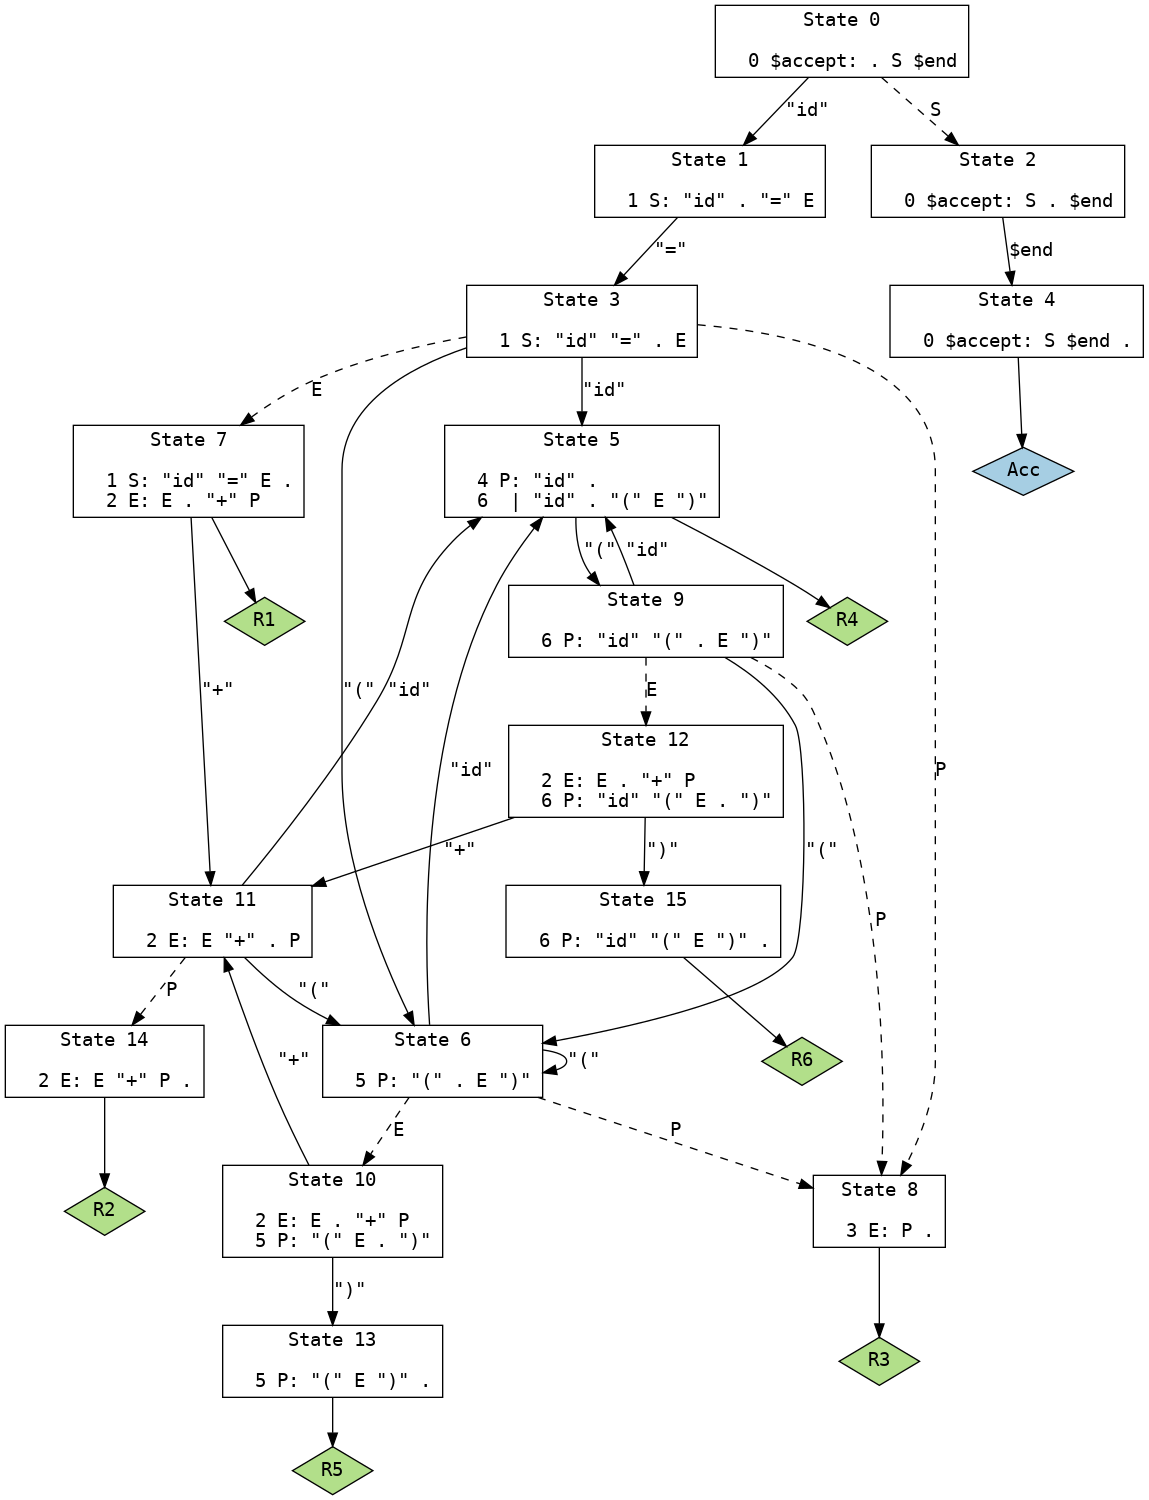 State 0
0 $accept: . S $end
"id"
S
State 1
1 S: "id" . "=" E
State 2
0 $accept: S . $end
"="
$end
State 3
1 S: "id" "=" . E
State 4
0 $accept: S $end .
E
"id"
State 7
1 S: "id" "=" E .
2 E: E . "+" P
State 5
4 P: "id" .
6 | "id" . "(" E ")"
Acc
"("
"id"
State 9
6 P: "id" "(" . E ")"
R1
R4
"+"
"("
"id"
E
State 12
2 E: E . "+" P
6 P: "id" "(" E . ")"
"id"
P
"+"
")"
"("
State 11
2 E: E "+" . P
State 15
6 P: "id" "(" E ")" .
P
P
"("
State 14
2 E: E "+" P .
State 6
5 P: "(" . E ")"
"+"
"("
R6
E
P
R2
State 10
2 E: E . "+" P
5 P: "(" E . ")"
State 8
3 E: P .
")"
State 13
5 P: "(" E ")" .
R3
R5